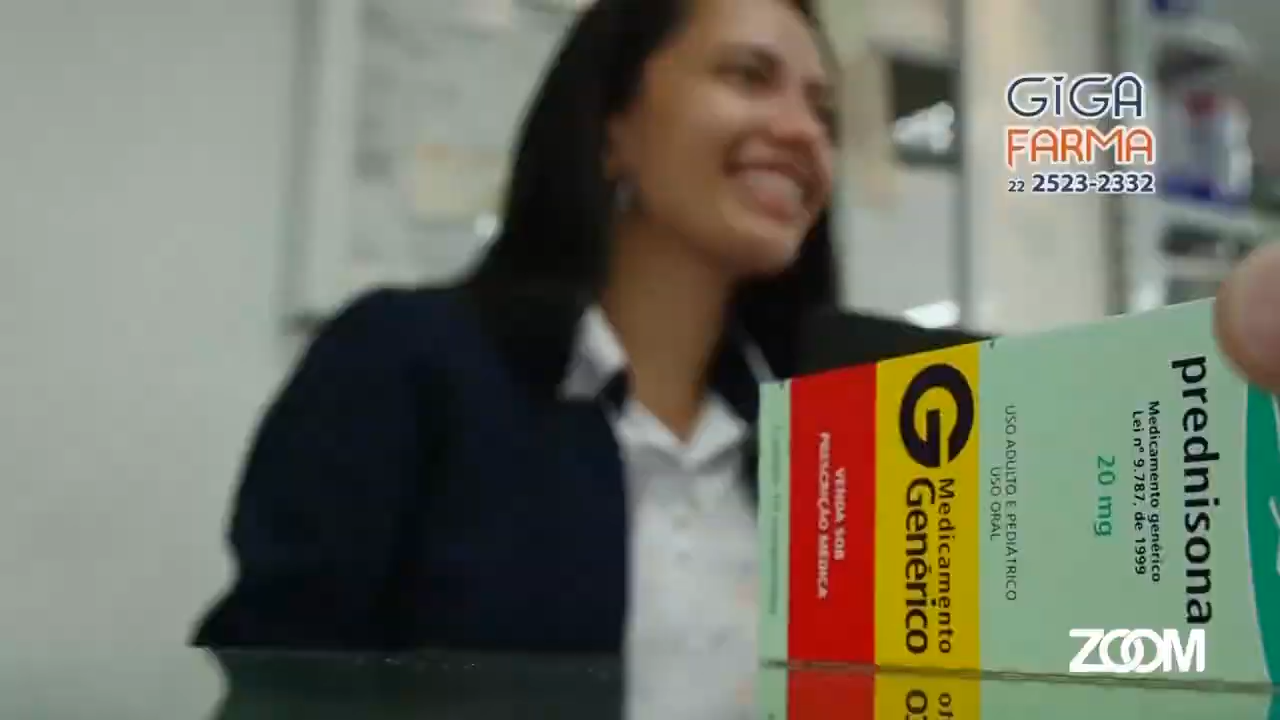 GIGA
FARMA
22 2523-2332
prednisona
Medicamento genérico
Lei nº 9.787, de 1999
20 mg
USO ADULTO E PEDIÁTRICO
USO ORAL
G
Medicamento
Genérico
VENDA SOB
PRESCRIÇÃO MÉDICA
ZOOM